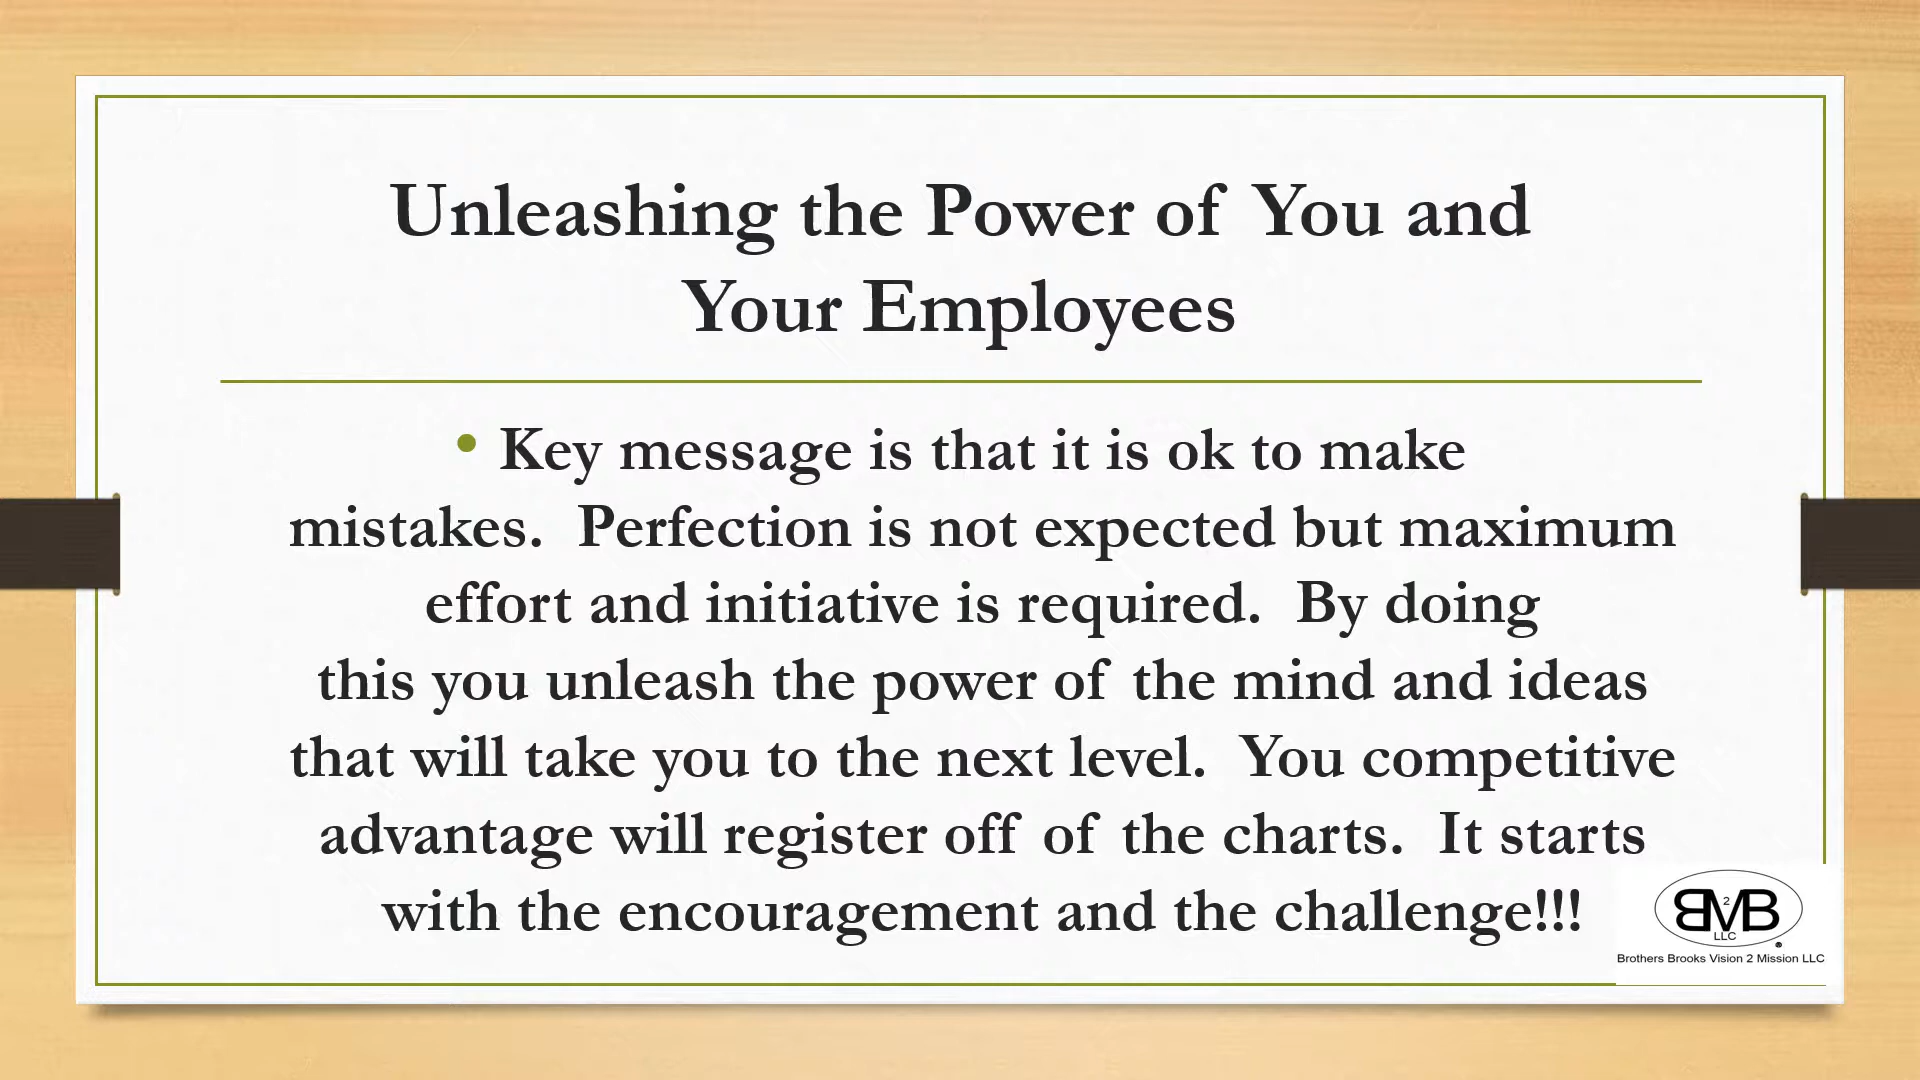 Unleashing the Power of You and
Your Employees
• Key message is that it is ok to make
mistakes.  Perfection is not expected but maximum
effort and initiative is required.  By doing
this you unleash the power of the mind and ideas
that will take you to the next level.  You competitive
advantage will register off of the charts.  It starts
with the encouragement and the challenge!!!
BVB
2
LLC
®
Brothers Brooks Vision 2 Mission LLC